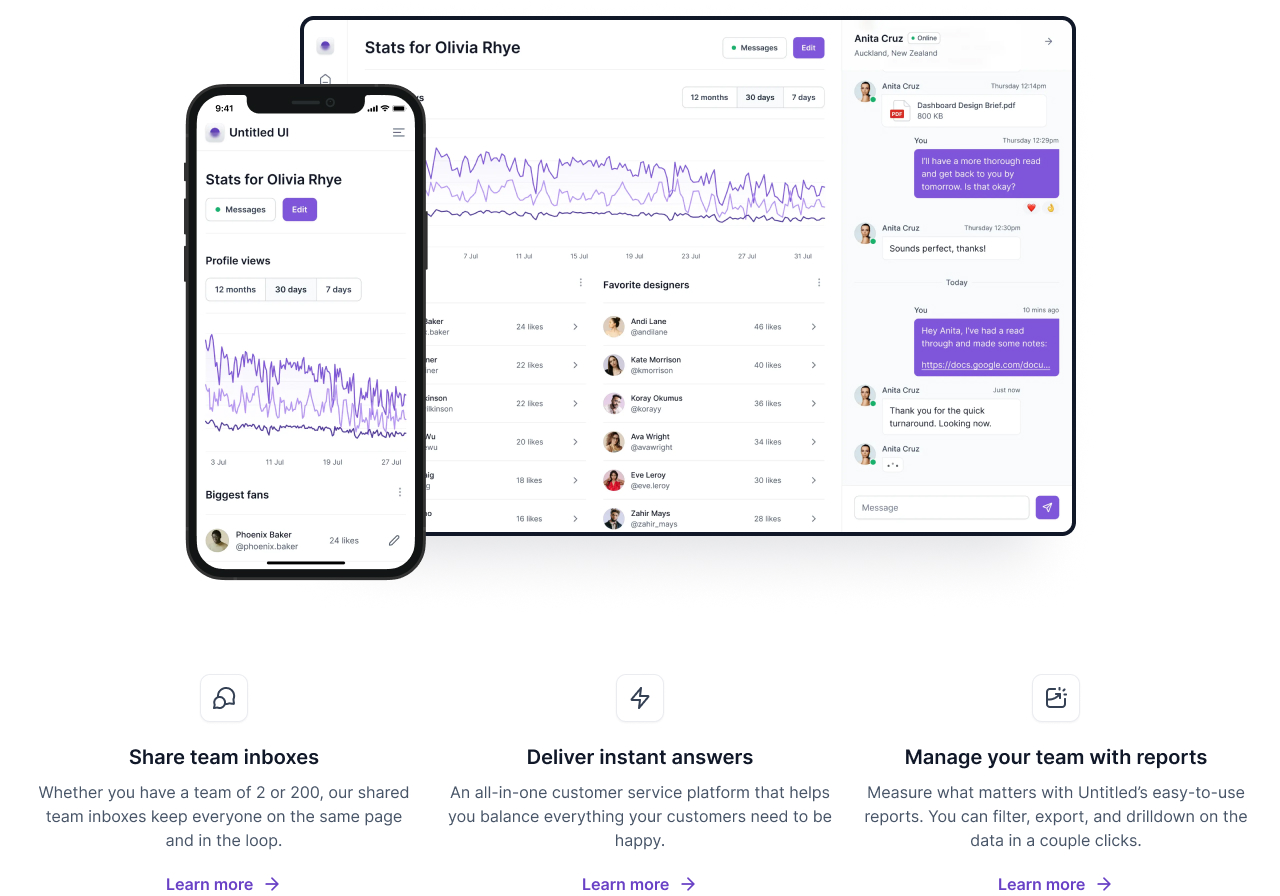 Stats for Olivia Rhye
Messages
Edit
12 months
30 days
7 days
7 Jul
11 Jul
15 Jul
19 Jul
23 Jul
27 Jul
31 Jul
24 likes
22 likes
22 likes
20 likes
18 likes
16 likes
Favorite designers
Andi Lane
@andilane
46 likes
Kate Morrison
@kmorrison
40 likes
Koray Okumus
@korayy
36 likes
Ava Wright
@avawright
34 likes
Eve Leroy
@eve.leroy
30 likes
Zahir Mays
@zahir_mays
28 likes
Anita Cruz
Online
Auckland, New Zealand
Anita Cruz
Thursday 12:14pm
PDF
Dashboard Design Brief.pdf
800 KB
You
Thursday 12:29pm
I'll have a more thorough read
and get back to you by
tomorrow. Is that okay?
Anita Cruz
Thursday 12:30pm
Sounds perfect, thanks!
Today
You
10 mins ago
Hey Anita, I've had a read
through and made some notes:
https://docs.google.com/docu...
Anita Cruz
Just now
Thank you for the quick
turnaround. Looking now.
Anita Cruz
Message
9:41
Untitled UI
Stats for Olivia Rhye
Messages
Edit
Profile views
12 months
30 days
7 days
3 Jul
11 Jul
19 Jul
27 Jul
Biggest fans
Phoenix Baker
@phoenix.baker
24 likes
Share team inboxes
Whether you have a team of 2 or 200, our shared
team inboxes keep everyone on the same page
and in the loop.
Learn more
Deliver instant answers
An all-in-one customer service platform that helps
you balance everything your customers need to be
happy.
Learn more
Manage your team with reports
Measure what matters with Untitled's easy-to-use
reports. You can filter, export, and drilldown on the
data in a couple clicks.
Learn more